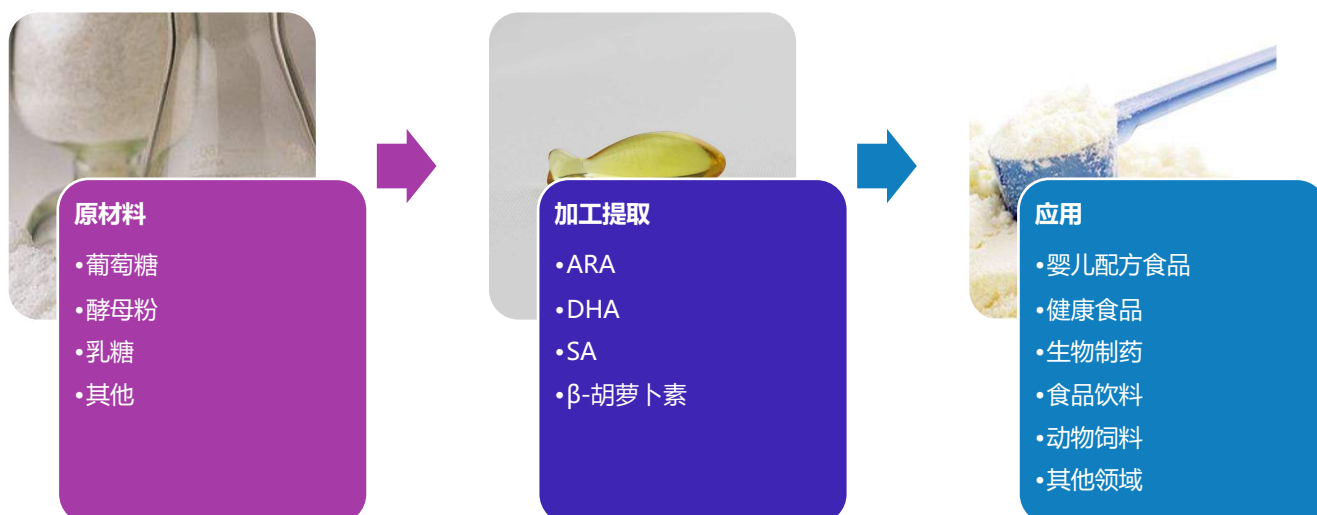 原材料
•葡萄糖
•酵母粉
•乳糖
•其他
加工提取
•ARA
•DHA
•SA
•β-胡萝卜素
应用
•婴儿配方食品
•健康食品
•生物制药
•食品饮料
•动物饲料
•其他领域